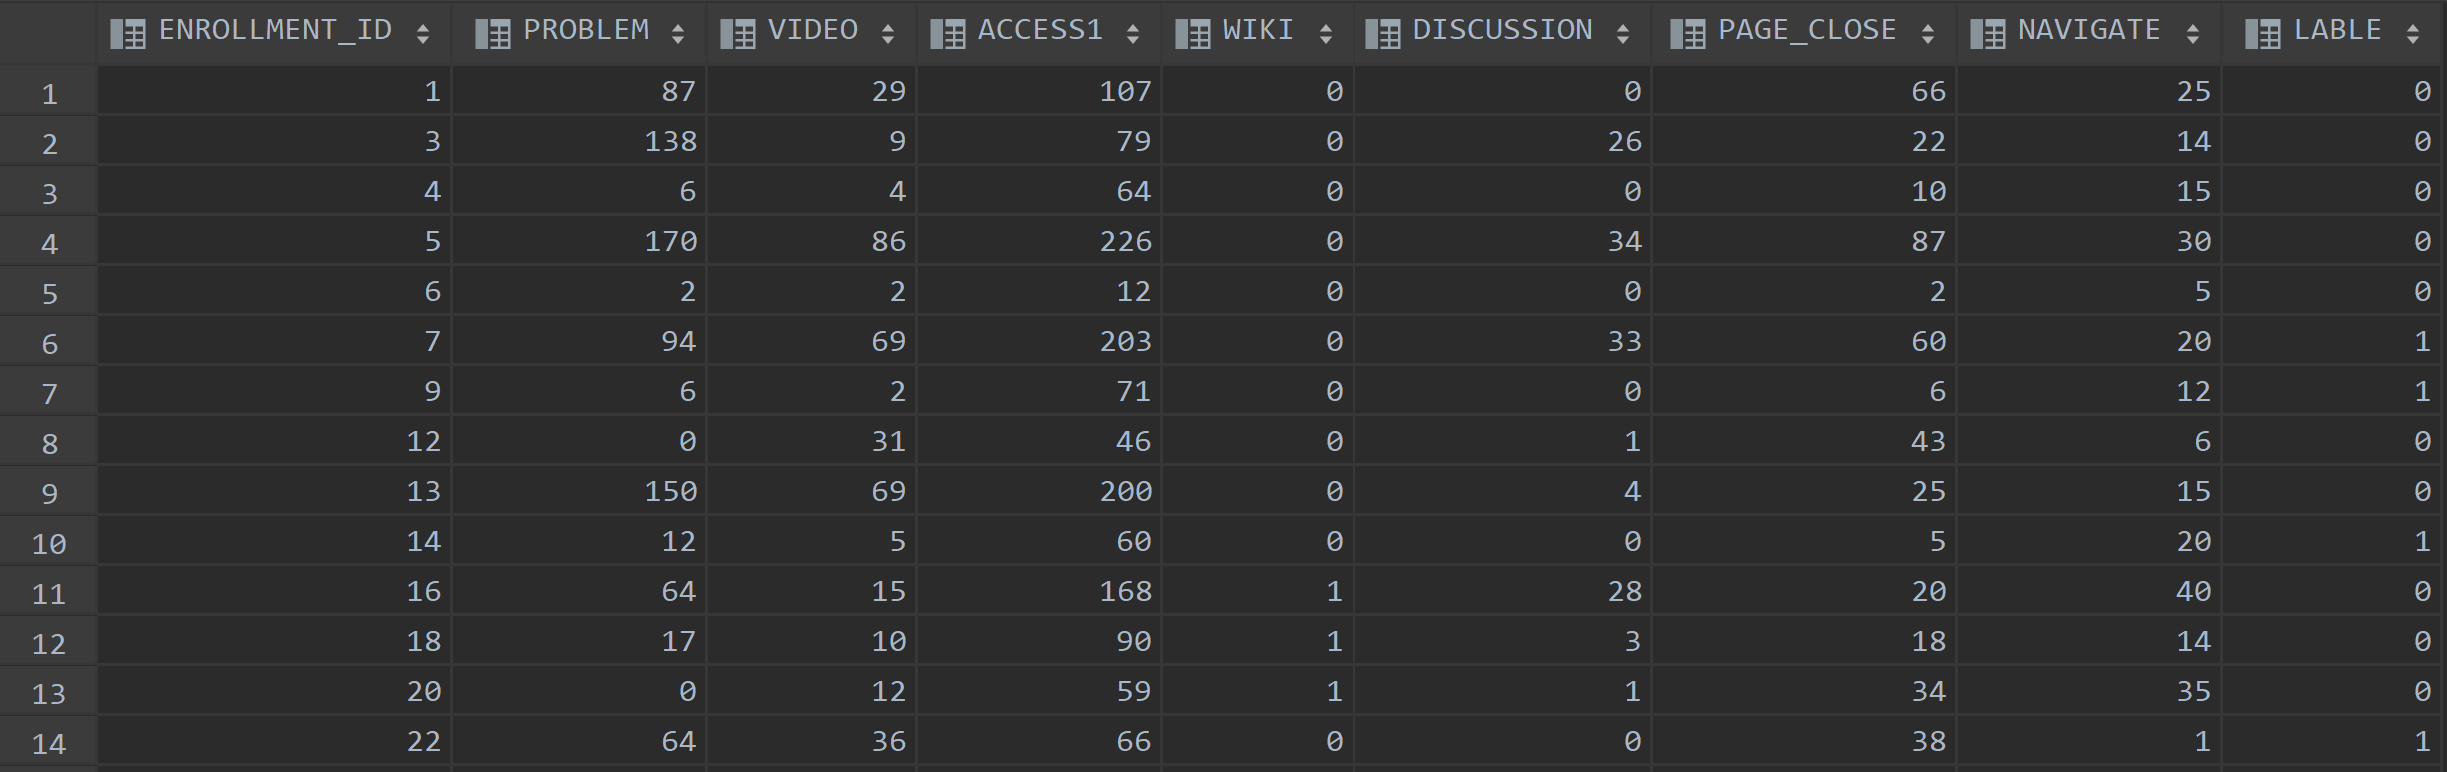 ENROLLMENT_ID PROBLEM VIDEO ACCESS1 WIKI DISCUSSION PAGE_CLOSE NAVIGATE LABLE
1 1 87 29 107 0 0 66 25 0
2 3 138 9 79 0 26 22 14 0
3 4 6 4 64 0 0 10 15 0
4 5 170 86 226 0 34 87 30 0
5 6 2 2 12 0 0 2 5 0
6 7 94 69 203 0 33 60 20 1
7 9 6 2 71 0 0 6 12 1
8 12 0 31 46 0 1 43 6 0
9 13 150 69 200 0 4 25 15 0
10 14 12 5 60 0 0 5 20 1
11 16 64 15 168 1 28 20 40 0
12 18 17 10 90 1 3 18 14 0
13 20 0 12 59 1 1 34 35 0
14 22 64 36 66 0 0 38 1 1